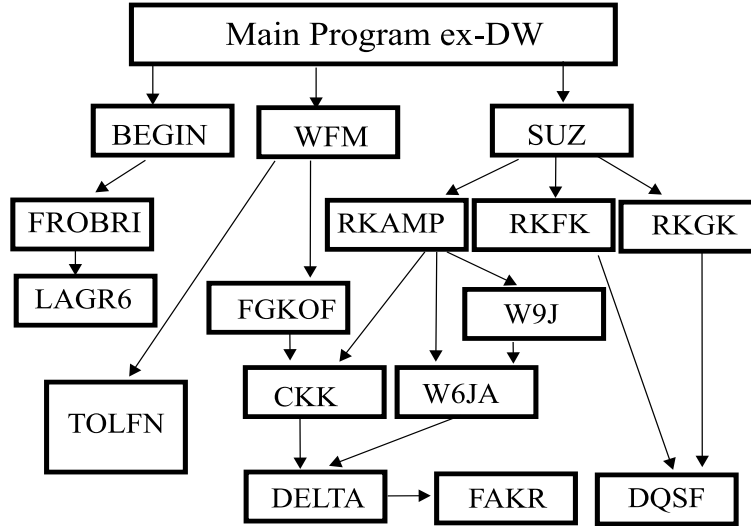 Main Program ex-DW
BEGIN
WFM
SUZ
FROBRI
RKAMP
RKFK
RKGK
LAGR6
FGKOF
W9J
TOLFN
CKK
W6JA
DELTA
FAKR
DQSF